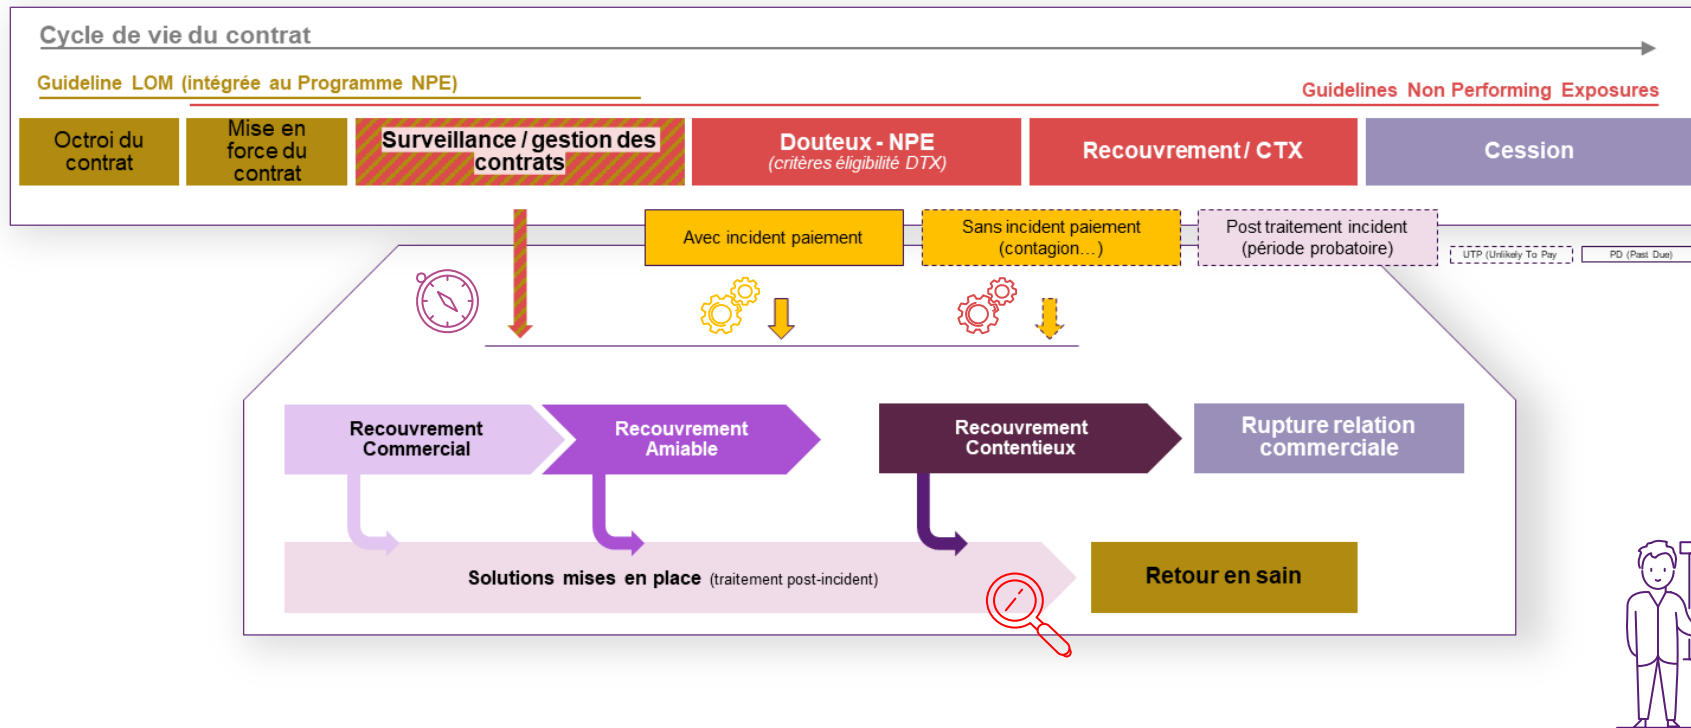 Cycle de vie du contrat
Guideline LOM (intégrée au Programme NPE)
Guidelines Non Performing Exposures
Octroi du
contrat
Mise en
force du
contrat
Surveillance / gestion des
contrats
Douteux - NPE
(critères éligibilité DTX)
Recouvrement / CTX
Cession
Avec incident paiement
Sans incident paiement
(contagion...)
Post traitement incident
(période probatoire)
UTP (Unlikely To Pay
PD (Past Due)
Recouvrement
Commercial
Recouvrement
Amiable
Recouvrement
Contentieux
Rupture relation
commerciale
Solutions mises en place (traitement post-incident)
Retour en sain